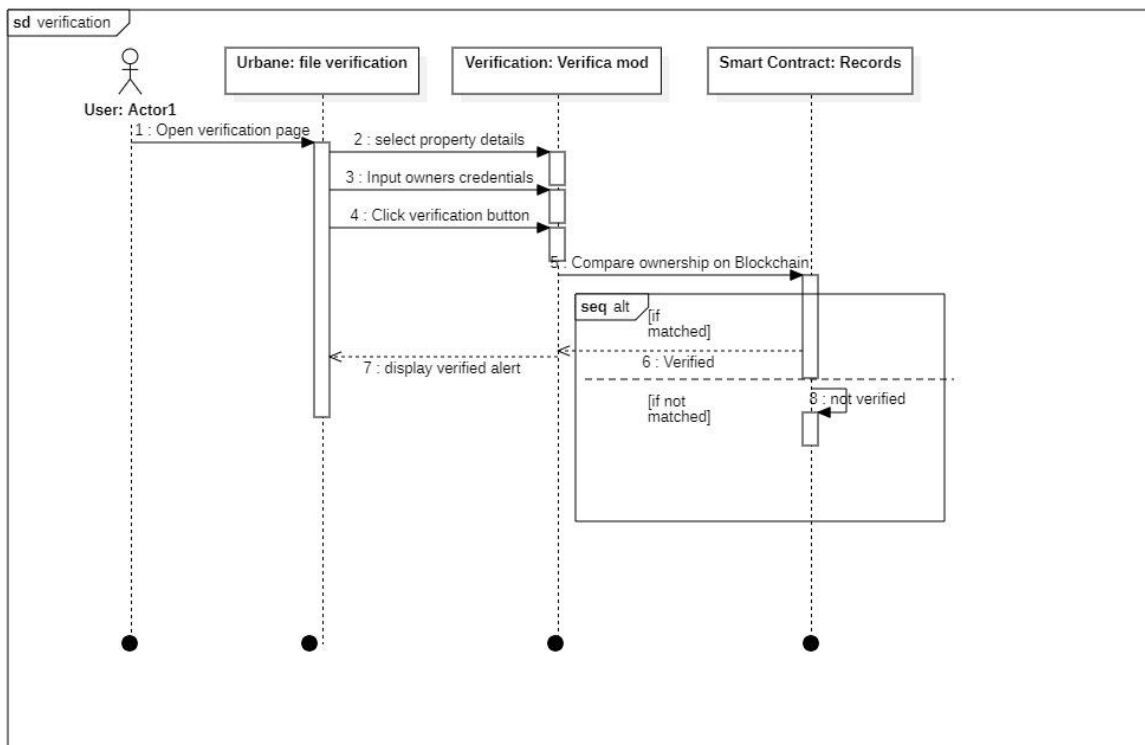 sd verification
Urbane: file verification
Verification: Verifica mod
Smart Contract: Records
User: Actor1
1 : Open verification page
2 : select property details
3 : Input owners credentials
4 : Click verification button
5 : Compare ownership on Blockchain
seq alt
[if
matched]
6 : Verified
7 : display verified alert
[if not
matched]
8 : not verified